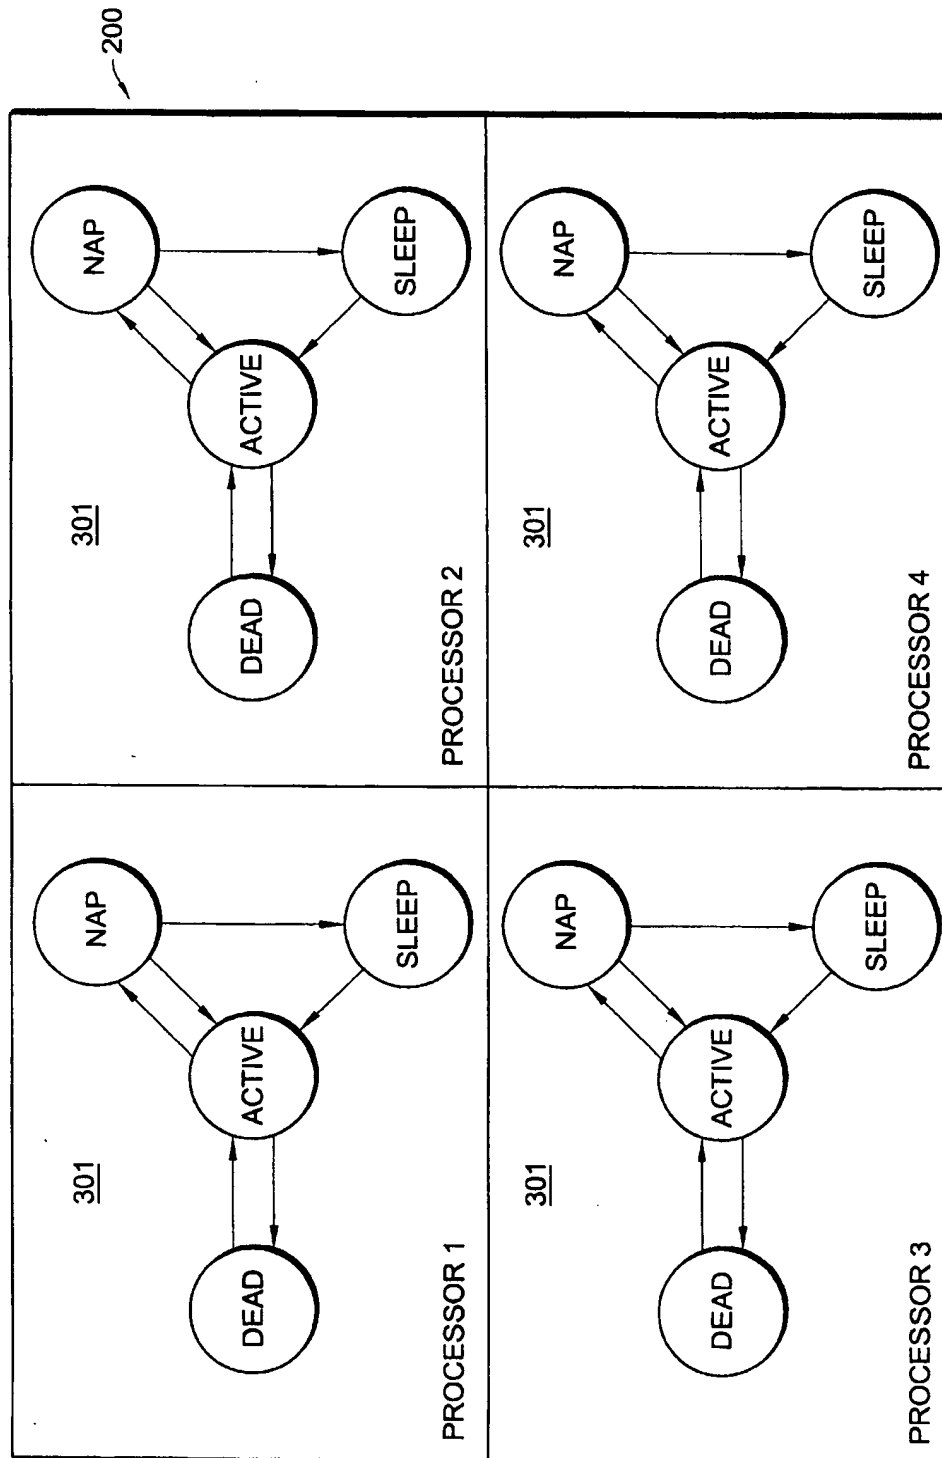 200
301
NAP
ACTIVE
DEAD
SLEEP
PROCESSOR 1
301
NAP
ACTIVE
DEAD
SLEEP
PROCESSOR 2
301
NAP
ACTIVE
DEAD
SLEEP
PROCESSOR 3
301
NAP
ACTIVE
DEAD
SLEEP
PROCESSOR 4